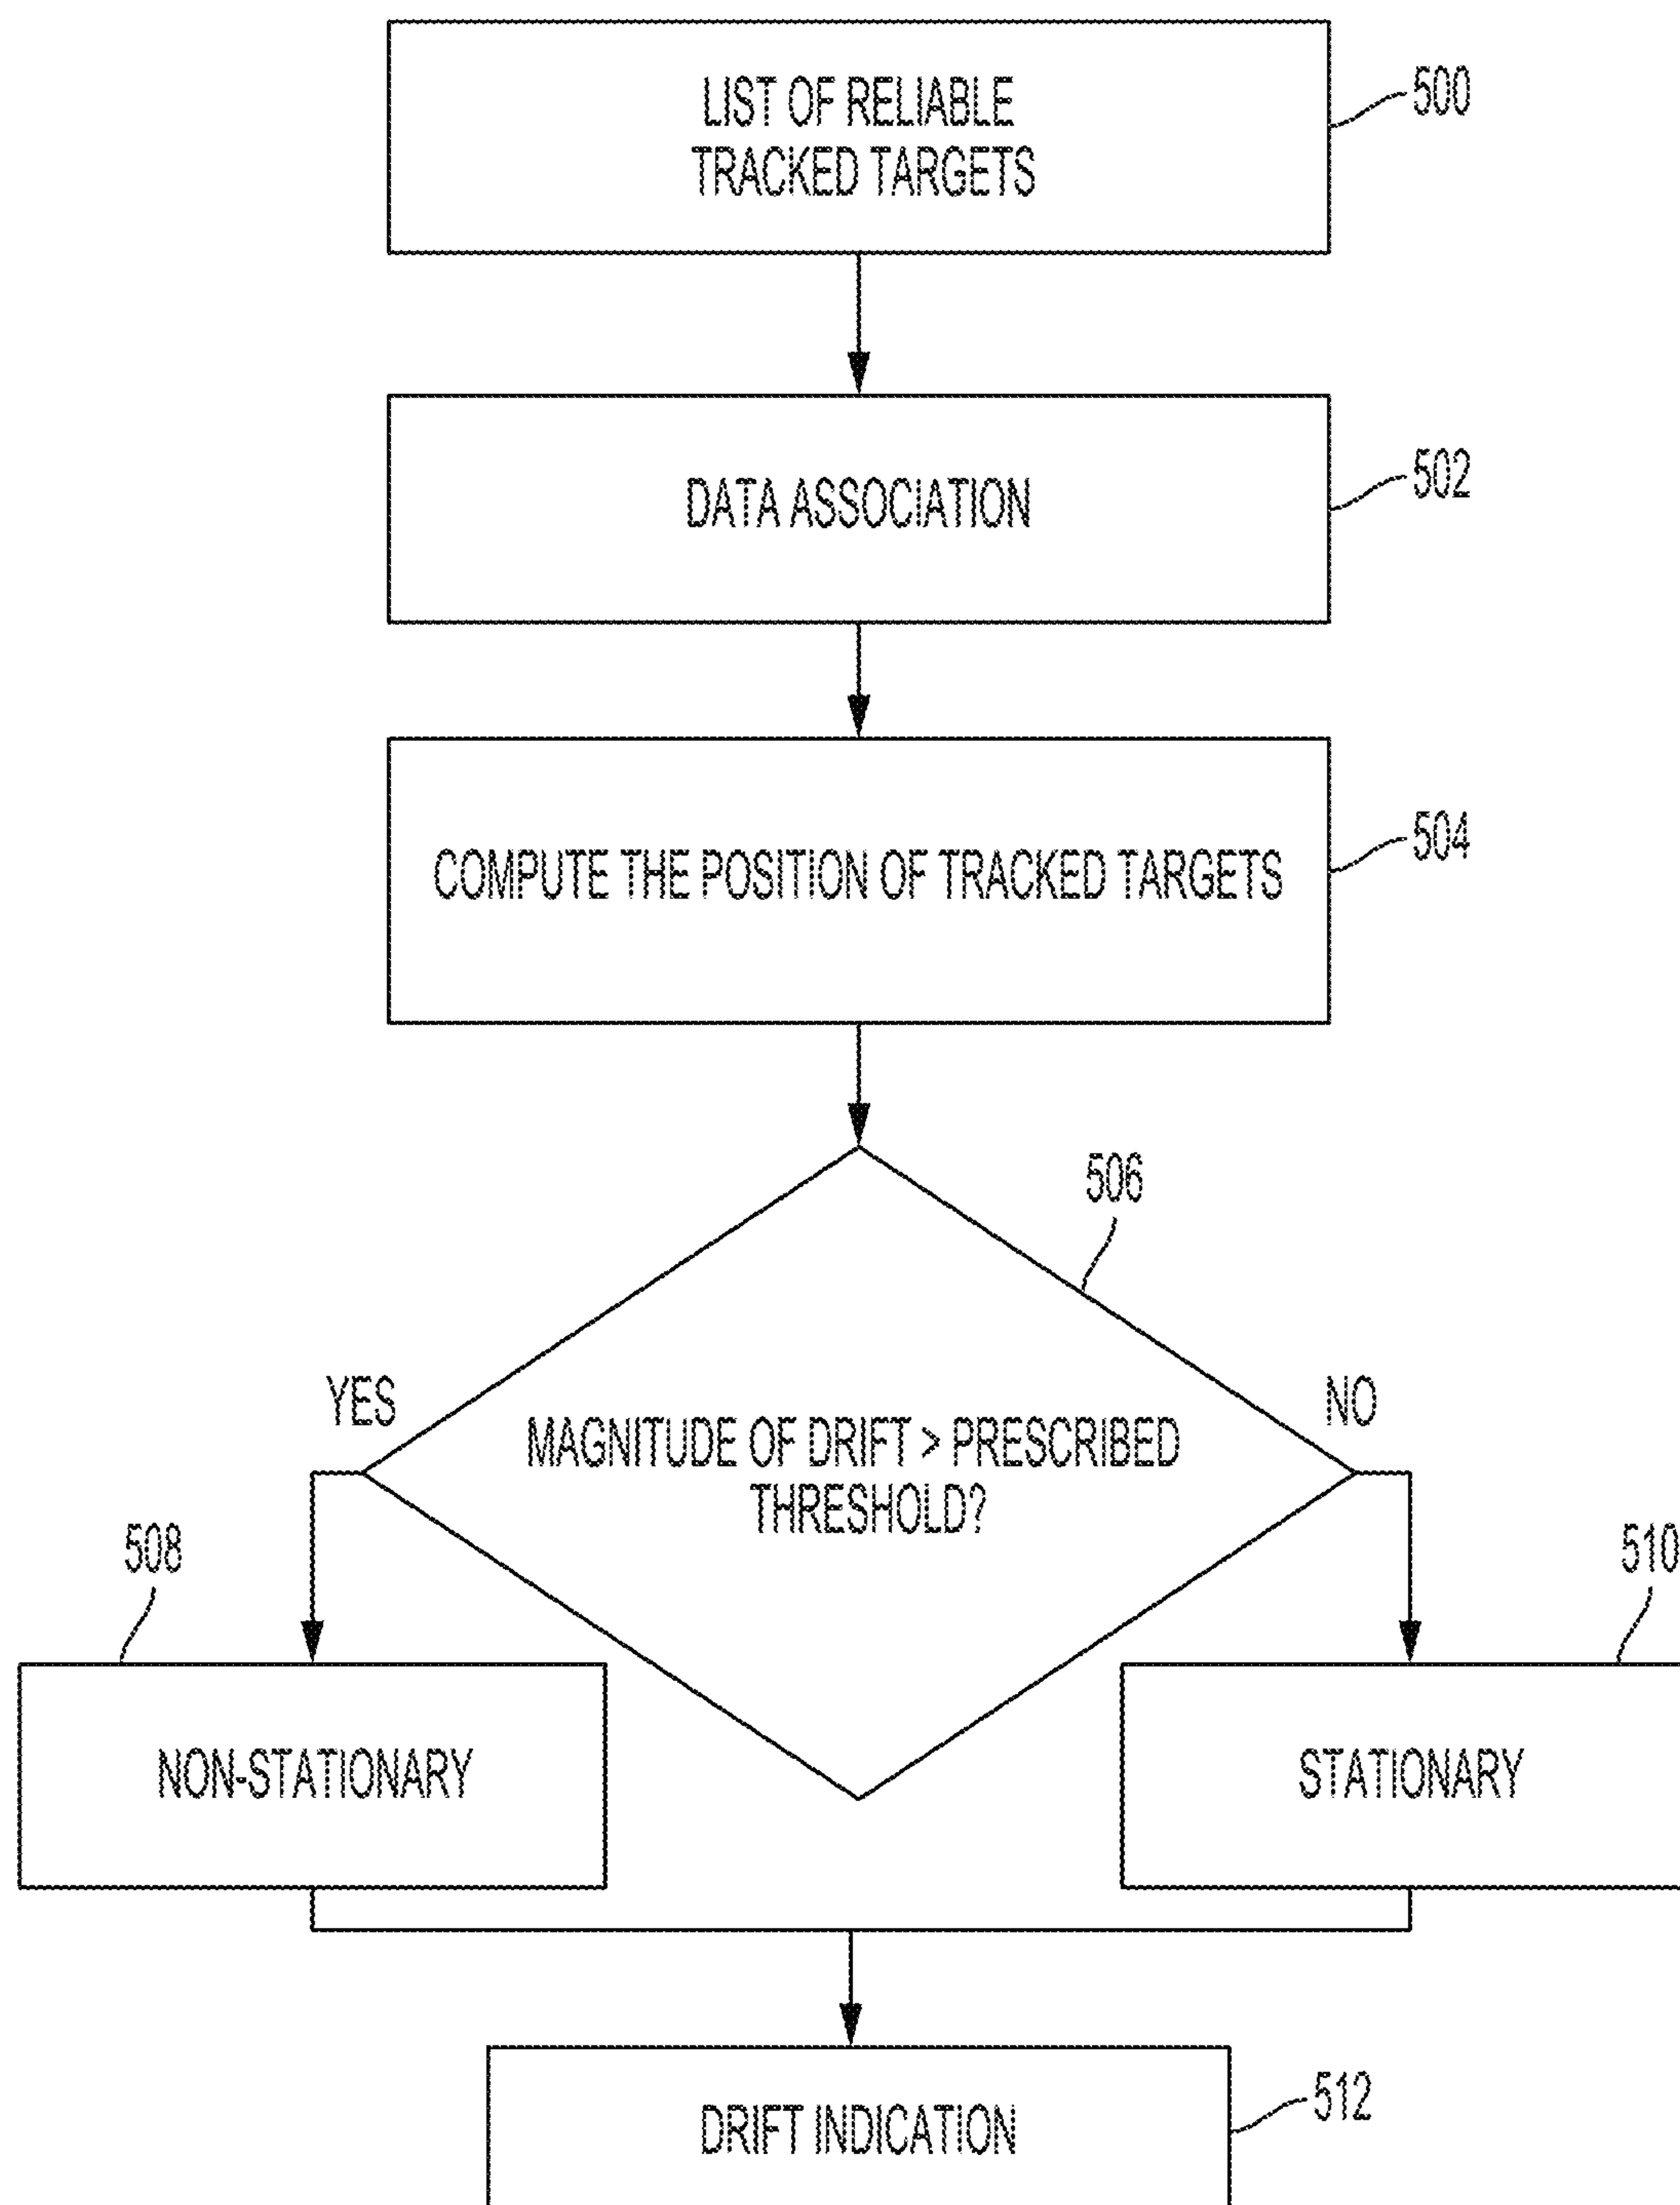 LIST OF RELIABLE
TRACKED TARGETS
500
DATA ASSOCIATION
502
COMPUTE THE POSITION OF TRACKED TARGETS
504
506
YES
NO
MAGNITUDE OF DRIFT > PRESCRIBED
THRESHOLD?
508
510
NON-STATIONARY
STATIONARY
DRIFT INDICATION
512